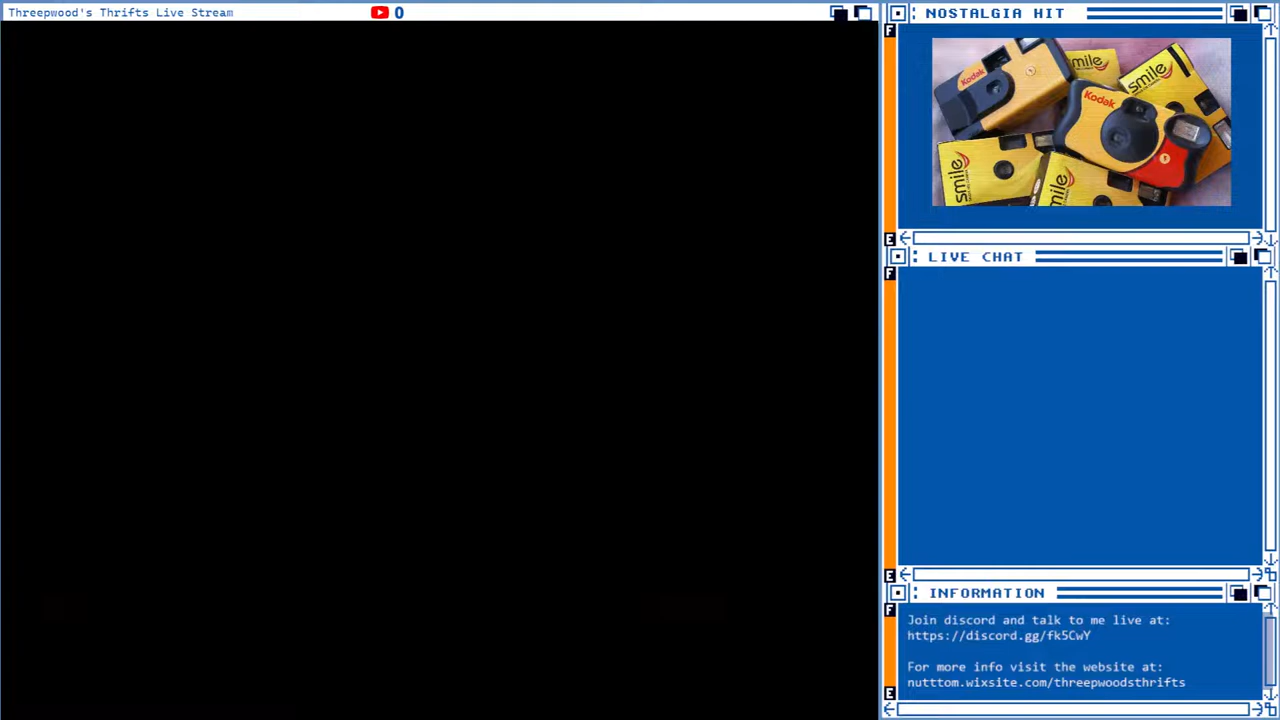 Threepwood's Thrifts Live Stream
0
NOSTALGIA HIT
F
Kodak
smile
smile
Kodak
smile
smile
E
LIVE CHAT
F
E
INFORMATION
F
Join discord and talk to me live at:
https://discord.gg/fk5CwY
For more info visit the website at:
nutttom.wixsite.com/threepwoodsthrifts
E